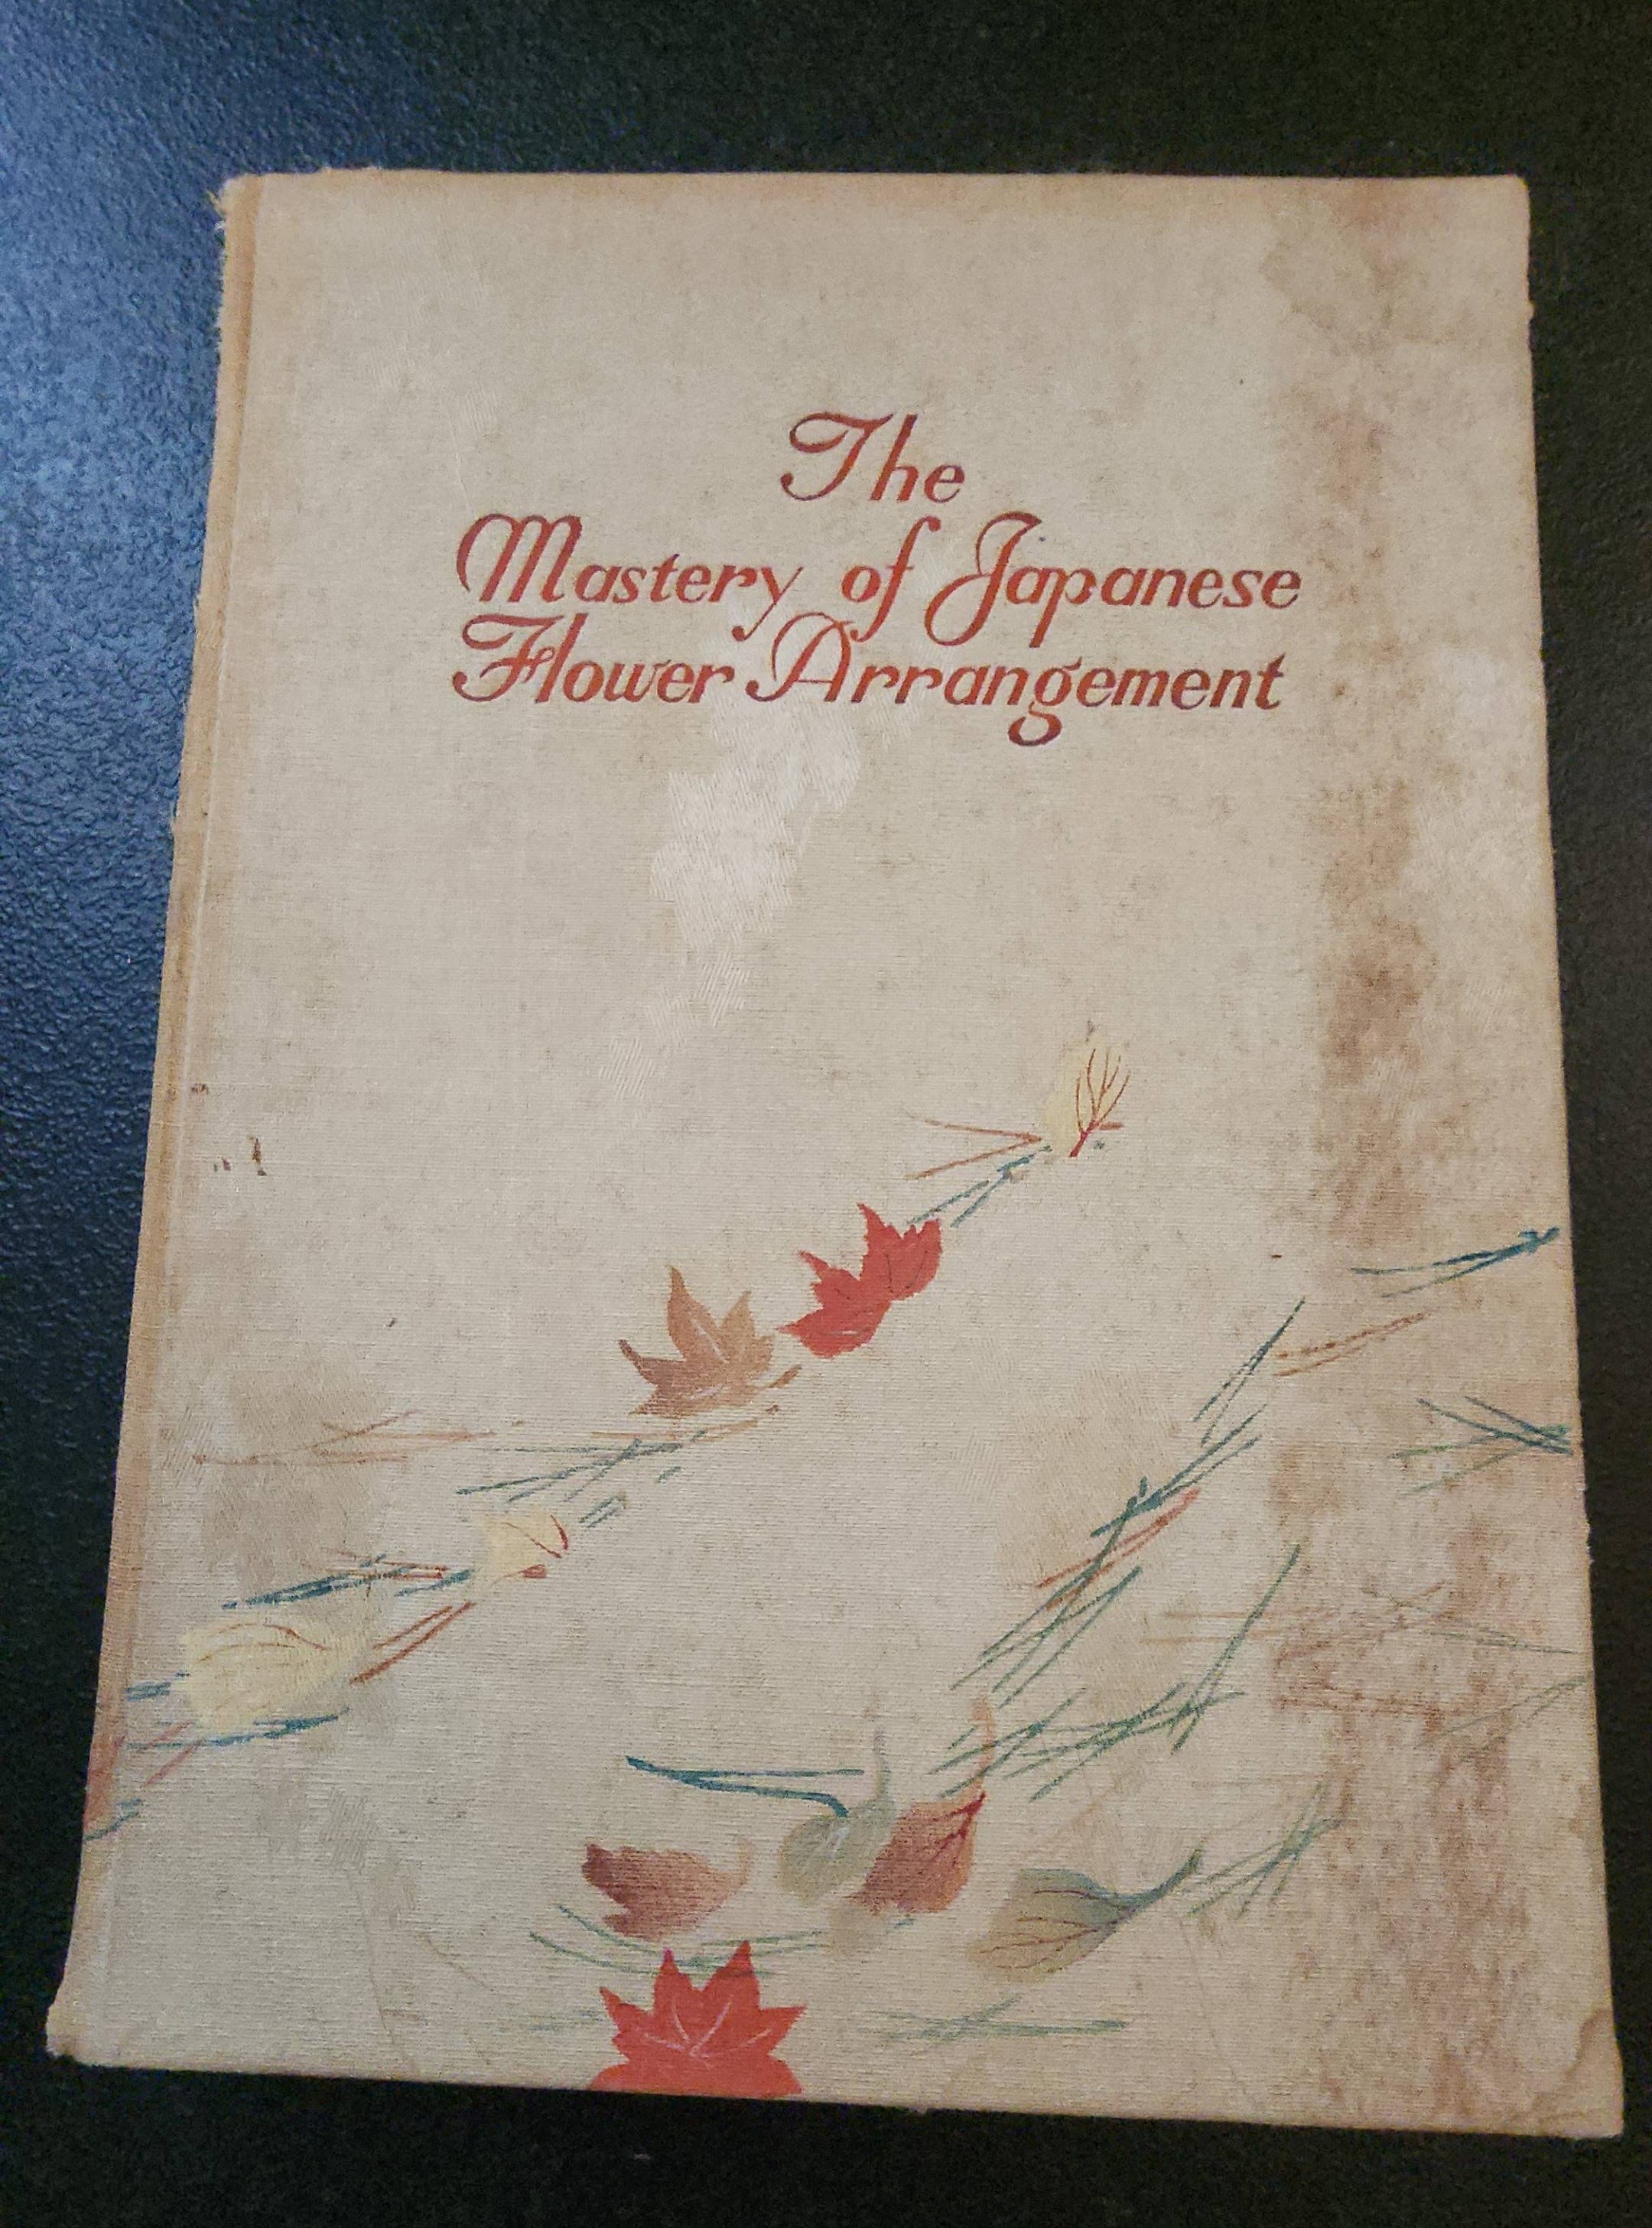 The
Mastery of Japanese
Flower Arrangement